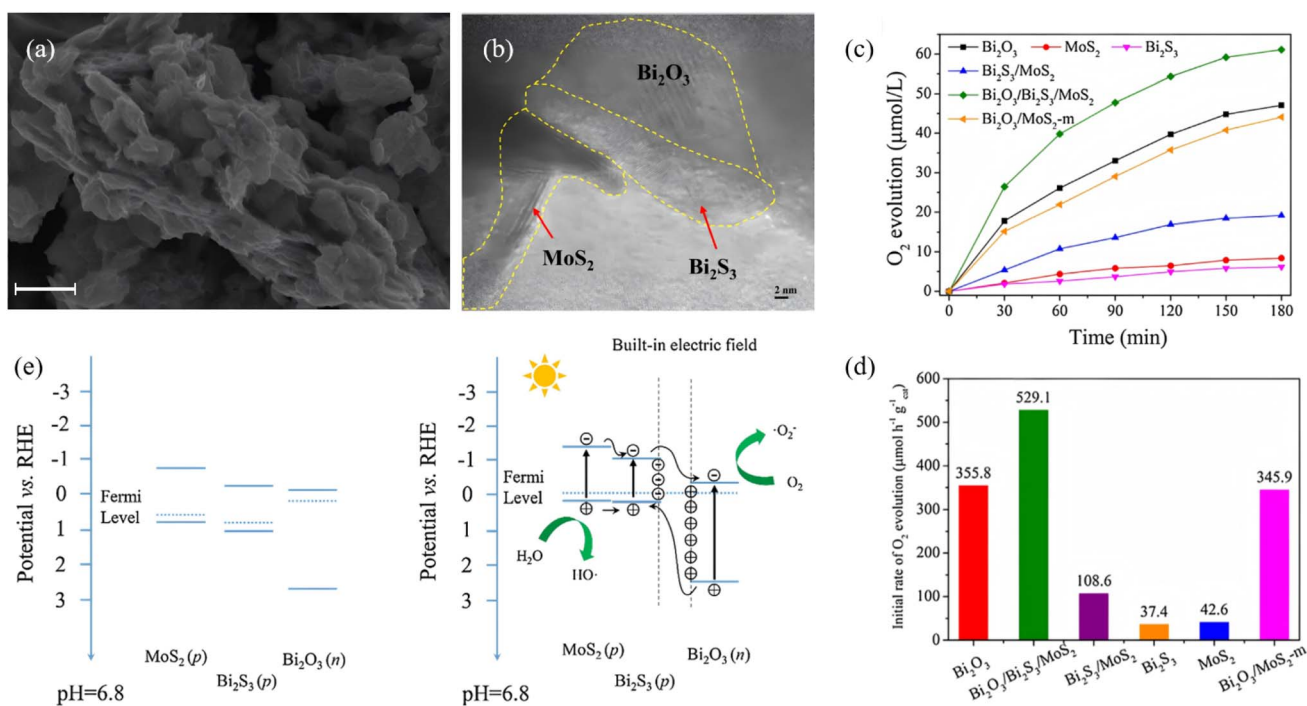 (a)
(b)
Bi₂O₃
MoS₂
Bi₂S₃
2 nm
(c)
O₂ evolution (μmol/L)
60
50
40
30
20
10
0
Bi₂O₃ MoS₂ Bi₂S₃
Bi₂S₃/MoS₂
Bi₂O₃/Bi₂S₃/MoS₂
Bi₂O₃/MoS₂-m
0 30 60 90 120 150 180
Time (min)
(e)
Potential vs. RHE
-3
-2
-1
0
1
2
3
Fermi
Level
MoS₂ (p)
Bi₂S₃ (p)
Bi₂O₃ (n)
pH=6.8
Built-in electric field
Potential vs. RHE
-3
-2
-1
0
1
2
3
Fermi
Level
H₂O
HO·
·O₂⁻
O₂
MoS₂ (p)
Bi₂S₃ (p)
Bi₂O₃ (n)
pH=6.8
(d)
Initial rate of O₂ evolution (μmol h⁻¹ g⁻¹cat)
600
500
400
300
200
100
0
355.8
529.1
108.6
37.4
42.6
345.9
Bi₂O₃
Bi₂O₃/Bi₂S₃/MoS₂
Bi₂S₃/MoS₂
Bi₂S₃
MoS₂
Bi₂O₃/MoS₂-m